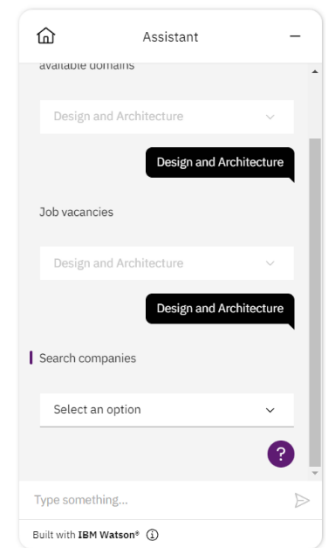 Assistant
available domains
Design and Architecture
Design and Architecture
Job vacancies
Design and Architecture
Design and Architecture
Search companies
Select an option
?
Type something...
Built with IBM Watson®